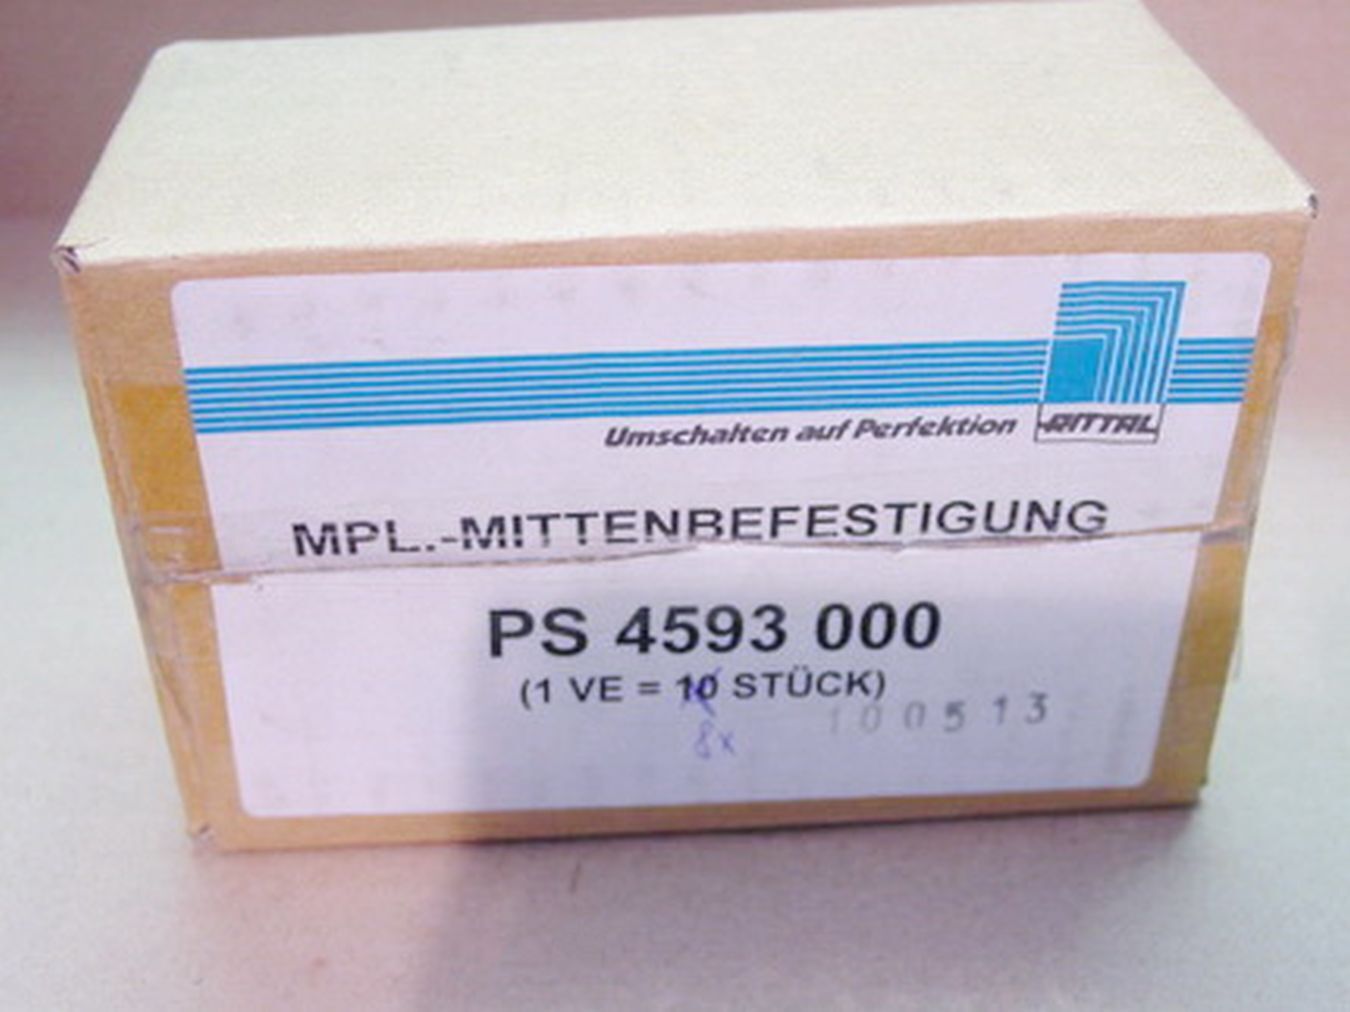 RITTAL
Umschalten auf Perfektion
MPL.-MITTENBEFESTIGUNG
PS 4593 000
(1 VE = 10 STÜCK)
8x
100513